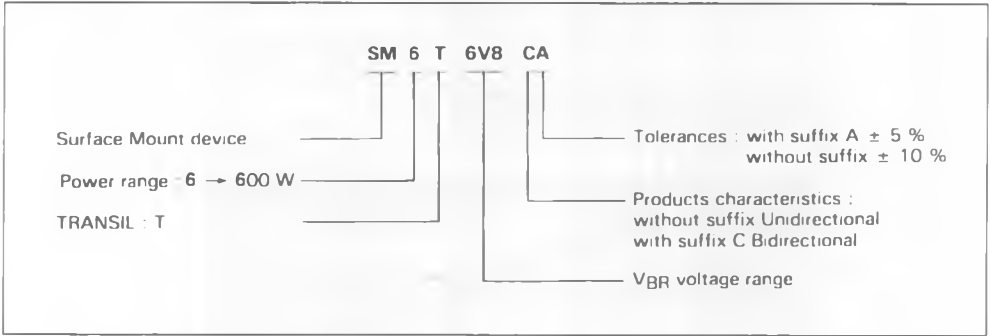 SM 6 T 6V8 CA
Surface Mount device
Power range 6 → 600 W
TRANSIL : T
Tolerances : with suffix A ± 5 %
without suffix ± 10 %
Products characteristics :
without suffix Unidirectional
with suffix C Bidirectional
VBR voltage range